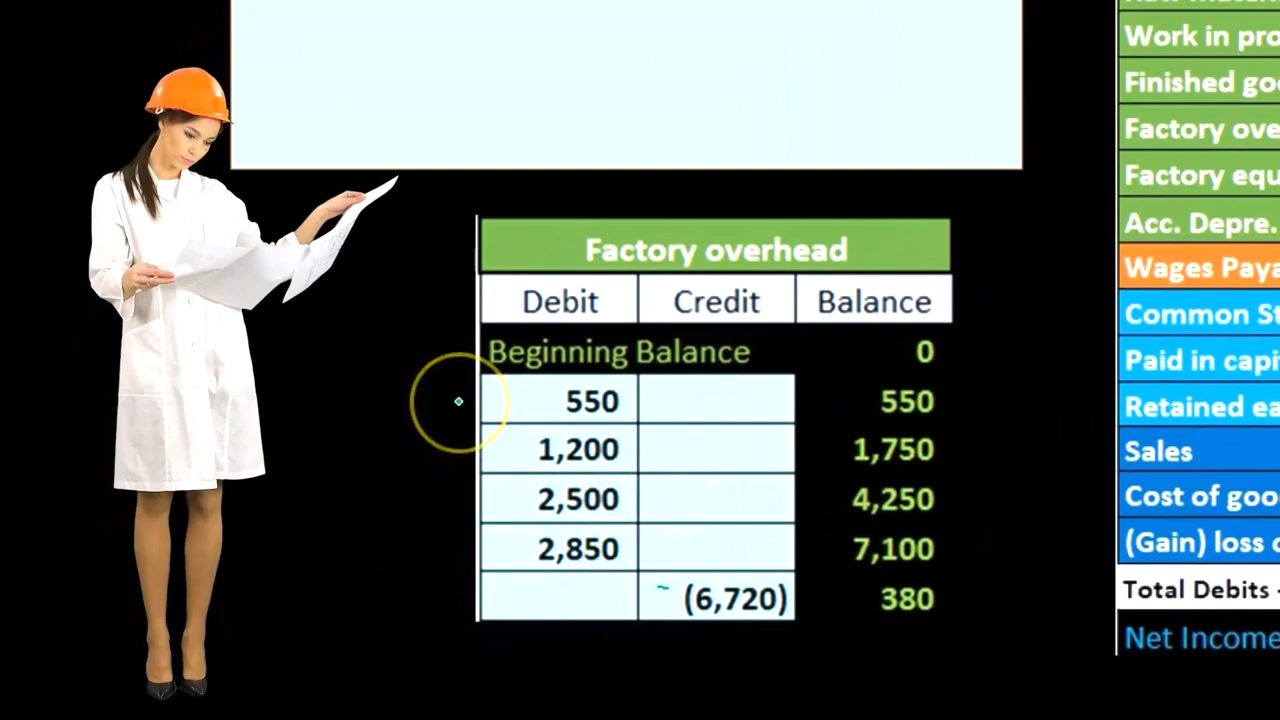 Factory overhead
Debit Credit Balance
Beginning Balance 0
550 550
1,200 1,750
2,500 4,250
2,850 7,100
(6,720) 380
Work in pro
Finished goo
Factory ove
Factory equ
Acc. Depre.
Wages Paya
Common St
Paid in capi
Retained ea
Sales
Cost of goo
(Gain) loss o
Total Debits -
Net Income